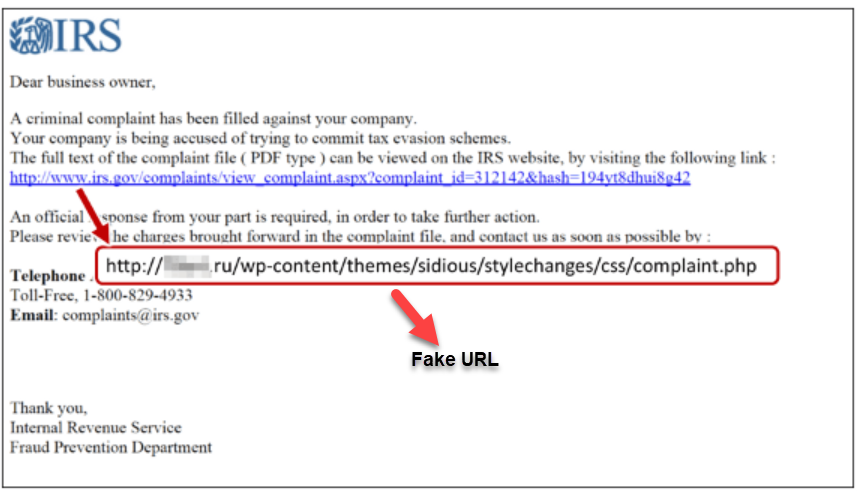 IRS
Dear business owner,
A criminal complaint has been filled against your company.
Your company is being accused of trying to commit tax evasion schemes.
The full text of the complaint file ( PDF type ) can be viewed on the IRS website, by visiting the following link :
http://www.irs.gov/complaints/view_complaint.aspx?complaint_id=312142&hash=194yt8dhui8g42
An official sponse from your part is required, in order to take further action.
Please review he charges brought forward in the complaint file, and contact us as soon as possible by :
http:// .ru/wp-content/themes/sidious/stylechanges/css/complaint.php
Telephone
Toll-Free, 1-800-829-4933
Email: complaints@irs.gov
Fake URL
Thank you,
Internal Revenue Service
Fraud Prevention Department